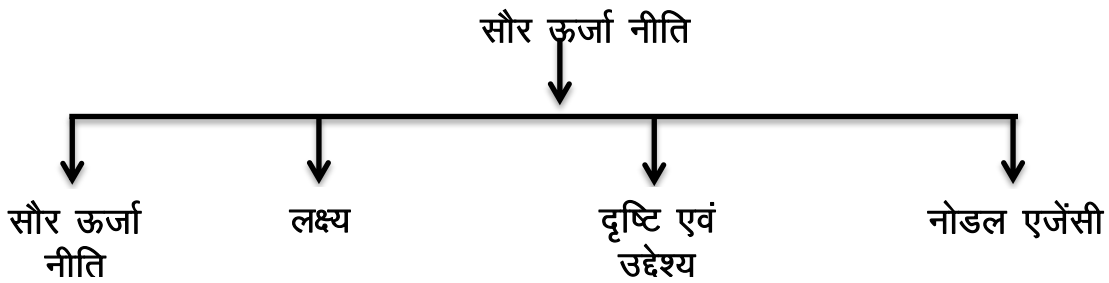 सौर ऊर्जा नीति
सौर ऊर्जा
नीति
लक्ष्य
दृष्टि एवं
उद्देश्य
नोडल एजेंसी